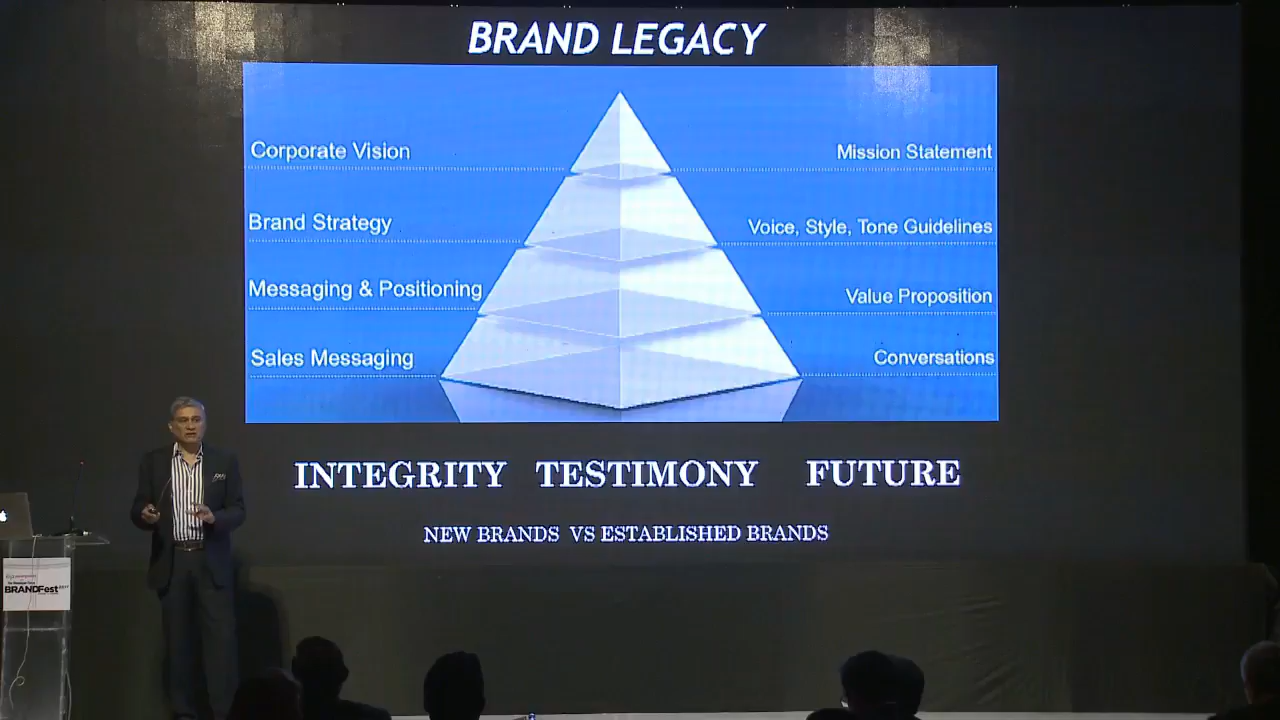 BRAND LEGACY
Corporate Vision
Mission Statement
Brand Strategy
Voice, Style, Tone Guidelines
Messaging & Positioning
Value Proposition
Sales Messaging
Conversations
INTEGRITY TESTIMONY FUTURE
NEW BRANDS VS ESTABLISHED BRANDS
BRANDFest